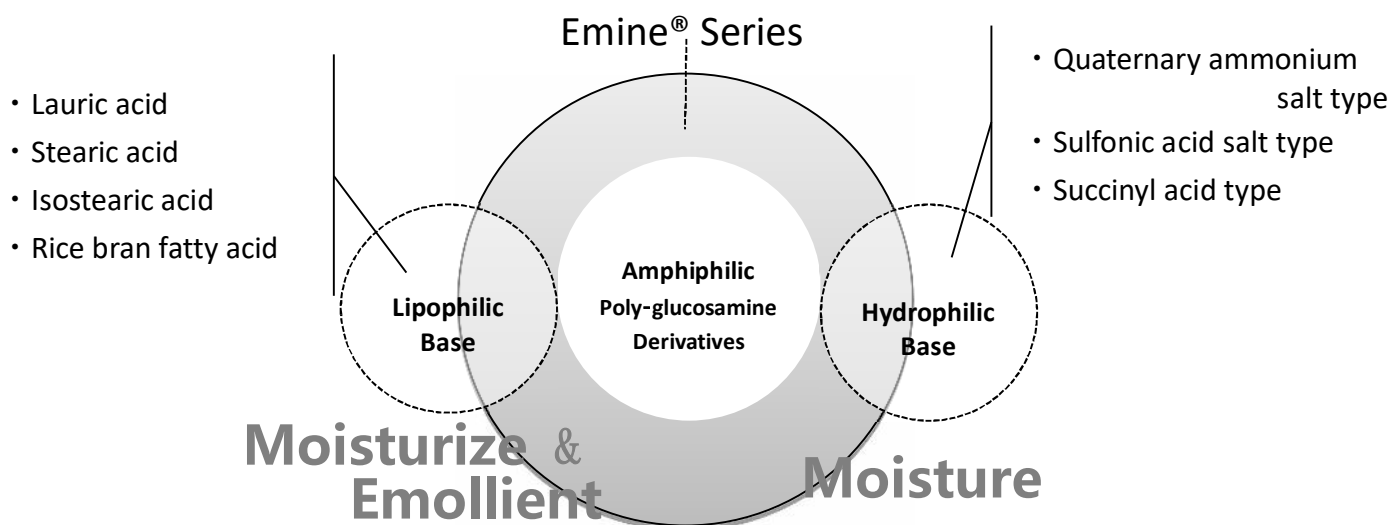 Emine® Series
・Lauric acid
・Stearic acid
・Isostearic acid
・Rice bran fatty acid
・Quaternary ammonium
salt type
・Sulfonic acid salt type
・Succinyl acid type
Lipophilic
Base
Amphiphilic
Poly-glucosamine
Derivatives
Hydrophilic
Base
Moisturize &
Emollient
Moisture